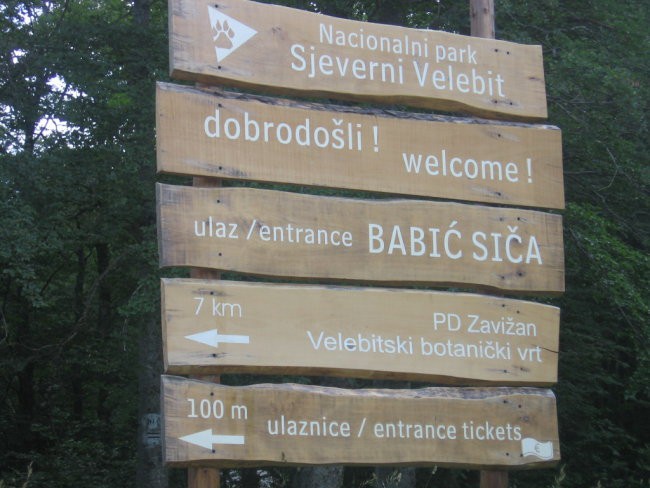 Nacionalni park
Sjeverni Velebit
dobrodošli !
welcome !
ulaz / entrance BABIĆ SIČA
7 km
PD Zavižan
Velebitski botanički vrt
100 m
ulaznice / entrance tickets